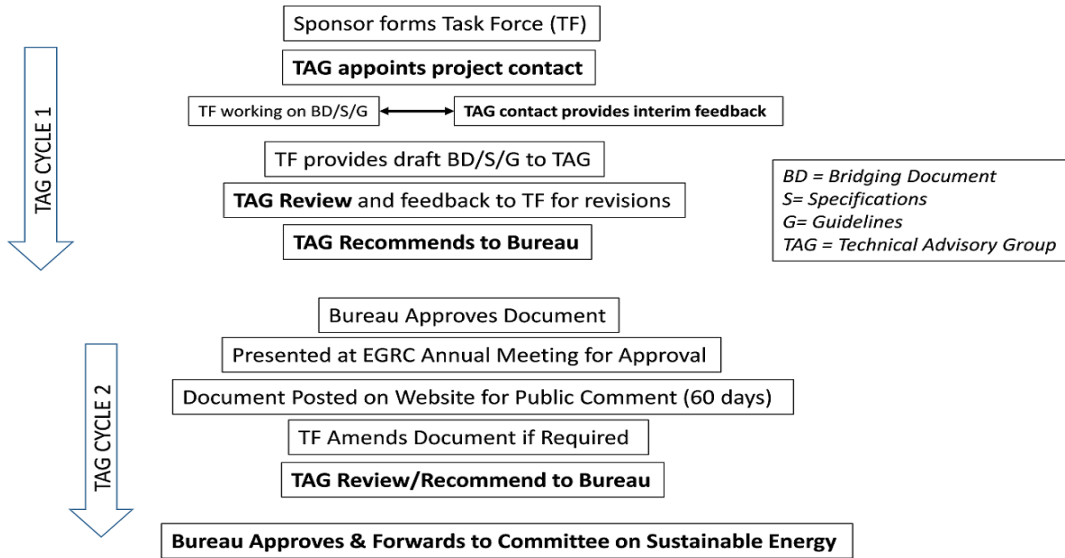 Sponsor forms Task Force (TF)
TAG appoints project contact
TF working on BD/S/G
TAG contact provides interim feedback
TF provides draft BD/S/G to TAG
TAG Review and feedback to TF for revisions
TAG Recommends to Bureau
TAG CYCLE 1
BD = Bridging Document
S= Specifications
G= Guidelines
TAG = Technical Advisory Group
Bureau Approves Document
Presented at EGRC Annual Meeting for Approval
Document Posted on Website for Public Comment (60 days)
TF Amends Document if Required
TAG Review/Recommend to Bureau
Bureau Approves & Forwards to Committee on Sustainable Energy
TAG CYCLE 2